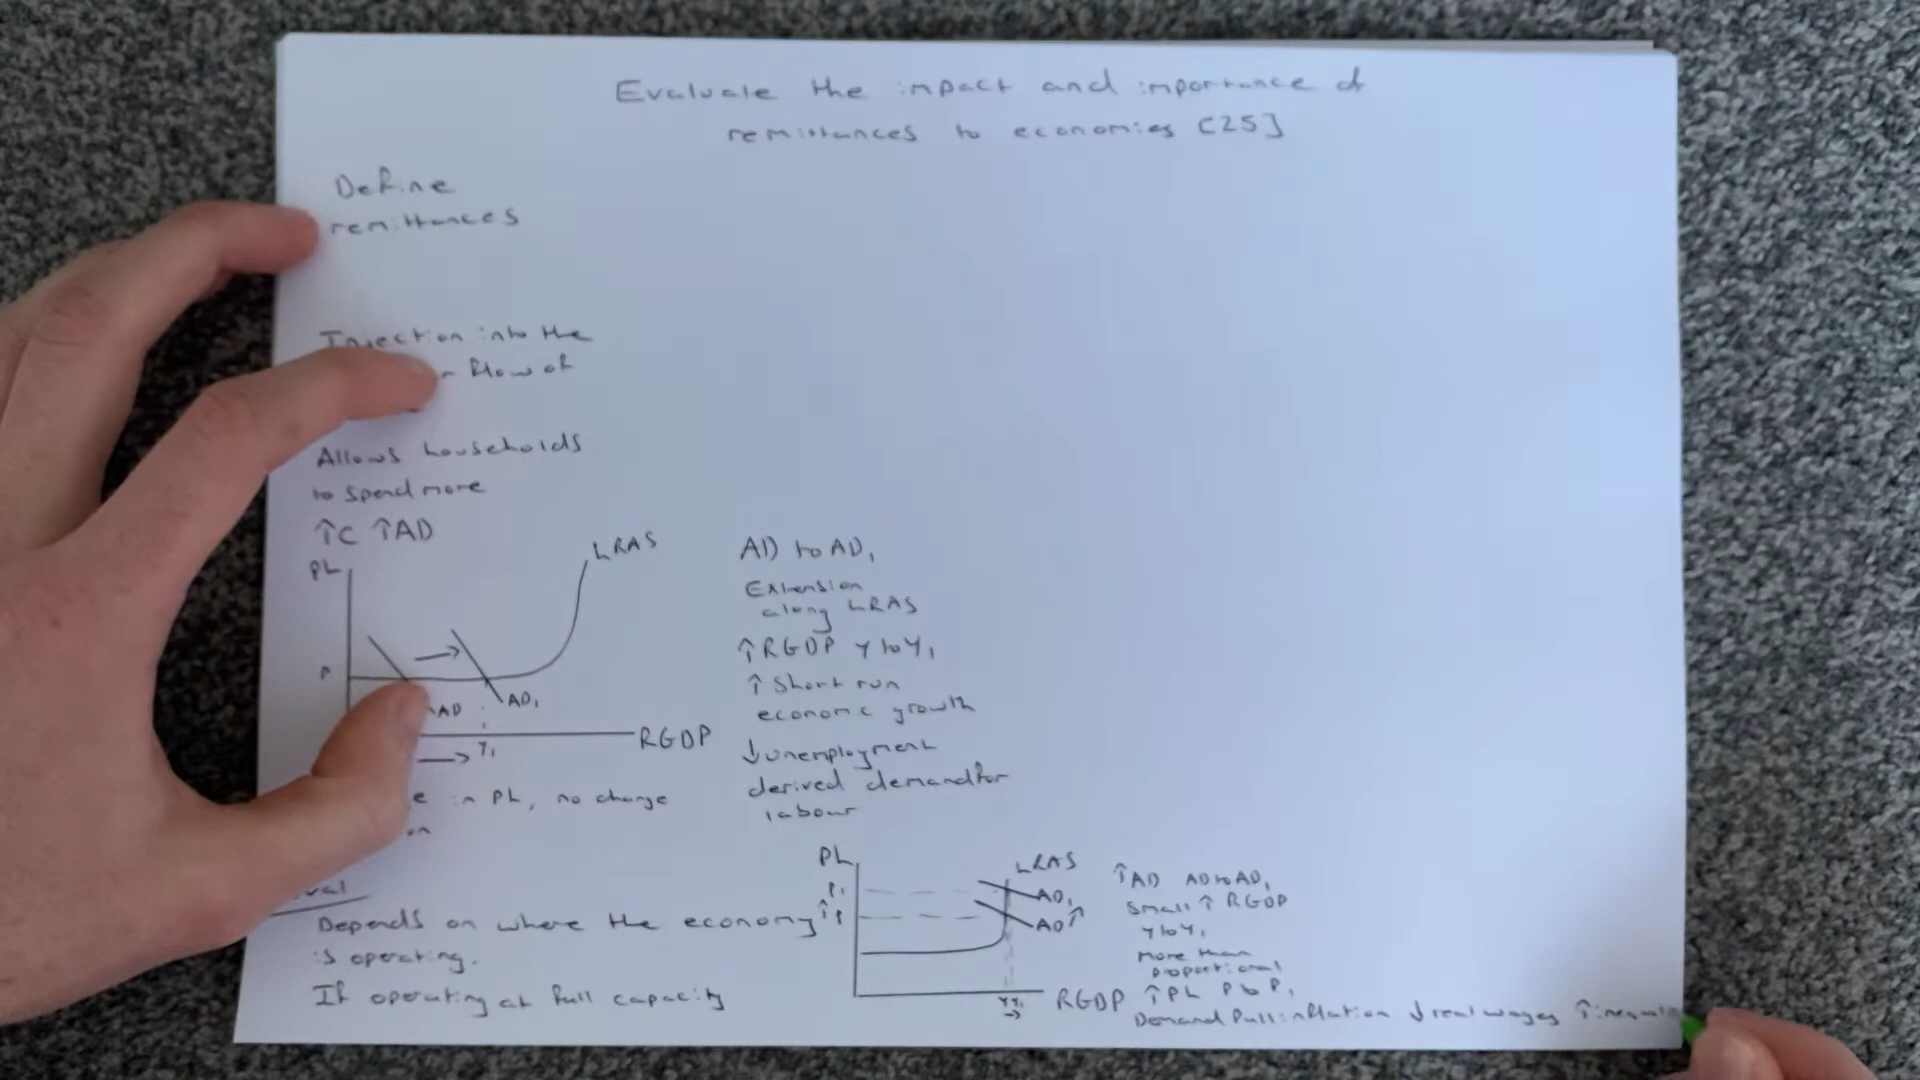 Evaluate the impact and importance of
remittances to economies [25]
Define
remittances
Injection into the
flow of
Allows households
to spend more
↑C ↑AD
PL
LRAS
P
AD
AD₁
Y₁
RGDP
in PL, no change
AD to AD₁
Extension
along LRAS
↑RGDP Y to Y₁
↑ Short run
economic growth
↓unemployment
derived demand for
labour
Depends on where the economy
is operating.
If operating at full capacity
PL
LRAS
P₁
AD₁
↑P
AD
Y Y₁
RGDP
↑AD AD to AD₁
Small ↑ RGDP
Y to Y₁
more than
proportional
↑PL P to P₁
Demand Pull inflation ↓real wages